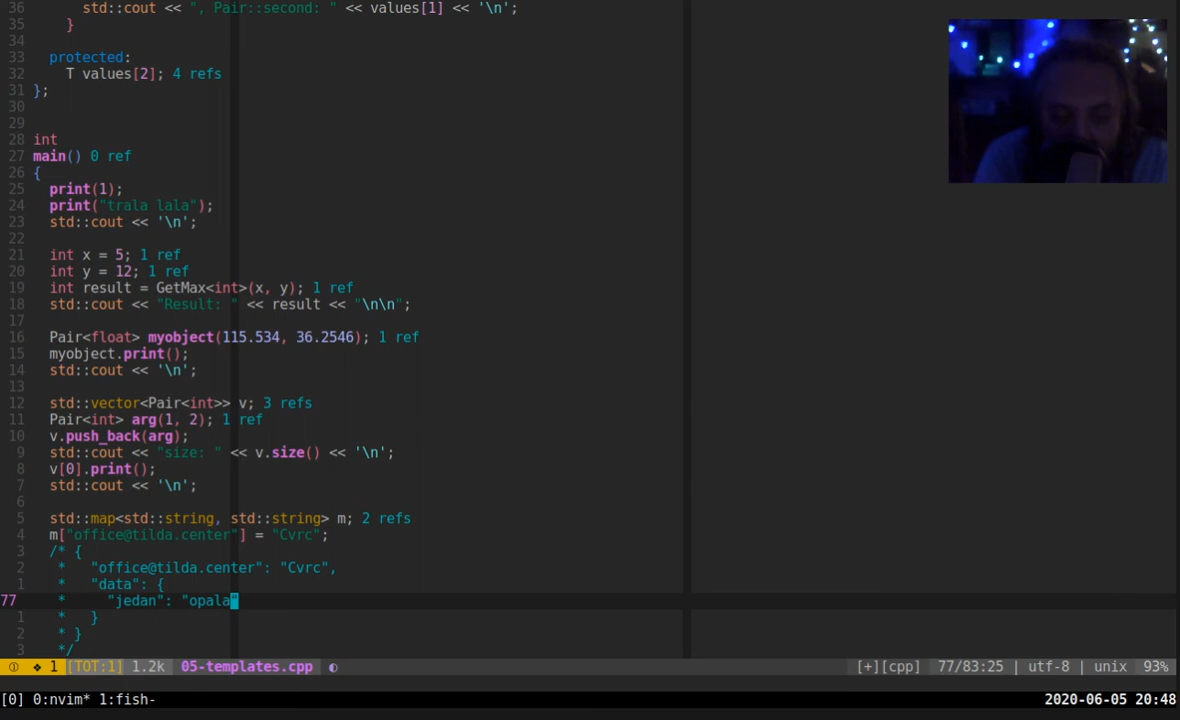 36       std::cout << ", Pair::second: " << values[1] << '\n';
35     }
34
33   protected:
32     T values[2]; 4 refs
31 };
30
29
28 int
27 main() 0 ref
26 {
25   print(1);
24   print("trala lala");
23   std::cout << '\n';
22
21   int x = 5; 1 ref
20   int y = 12; 1 ref
19   int result = GetMax<int>(x, y); 1 ref
18   std::cout << "Result: " << result << "\n\n";
17
16   Pair<float> myobject(115.534, 36.2546); 1 ref
15   myobject.print();
14   std::cout << '\n';
13
12   std::vector<Pair<int>> v; 3 refs
11   Pair<int> arg(1, 2); 1 ref
10   v.push_back(arg);
9   std::cout << "size: " << v.size() << '\n';
8   v[0].print();
7   std::cout << '\n';
6
5   std::map<std::string, std::string> m; 2 refs
4   m["office@tilda.center"] = "Cvrc";
3   /* {
2    *   "office@tilda.center": "Cvrc",
1    *   "data": {
77    *     "jedan": "opala"
1    *   }
2    * }
3    */
① ❖ 1 [TOT:1] 1.2k 05-templates.cpp [+][cpp] 77/83:25 | utf-8 | unix 93%
[0] 0:nvim* 1:fish- 2020-06-05 20:48